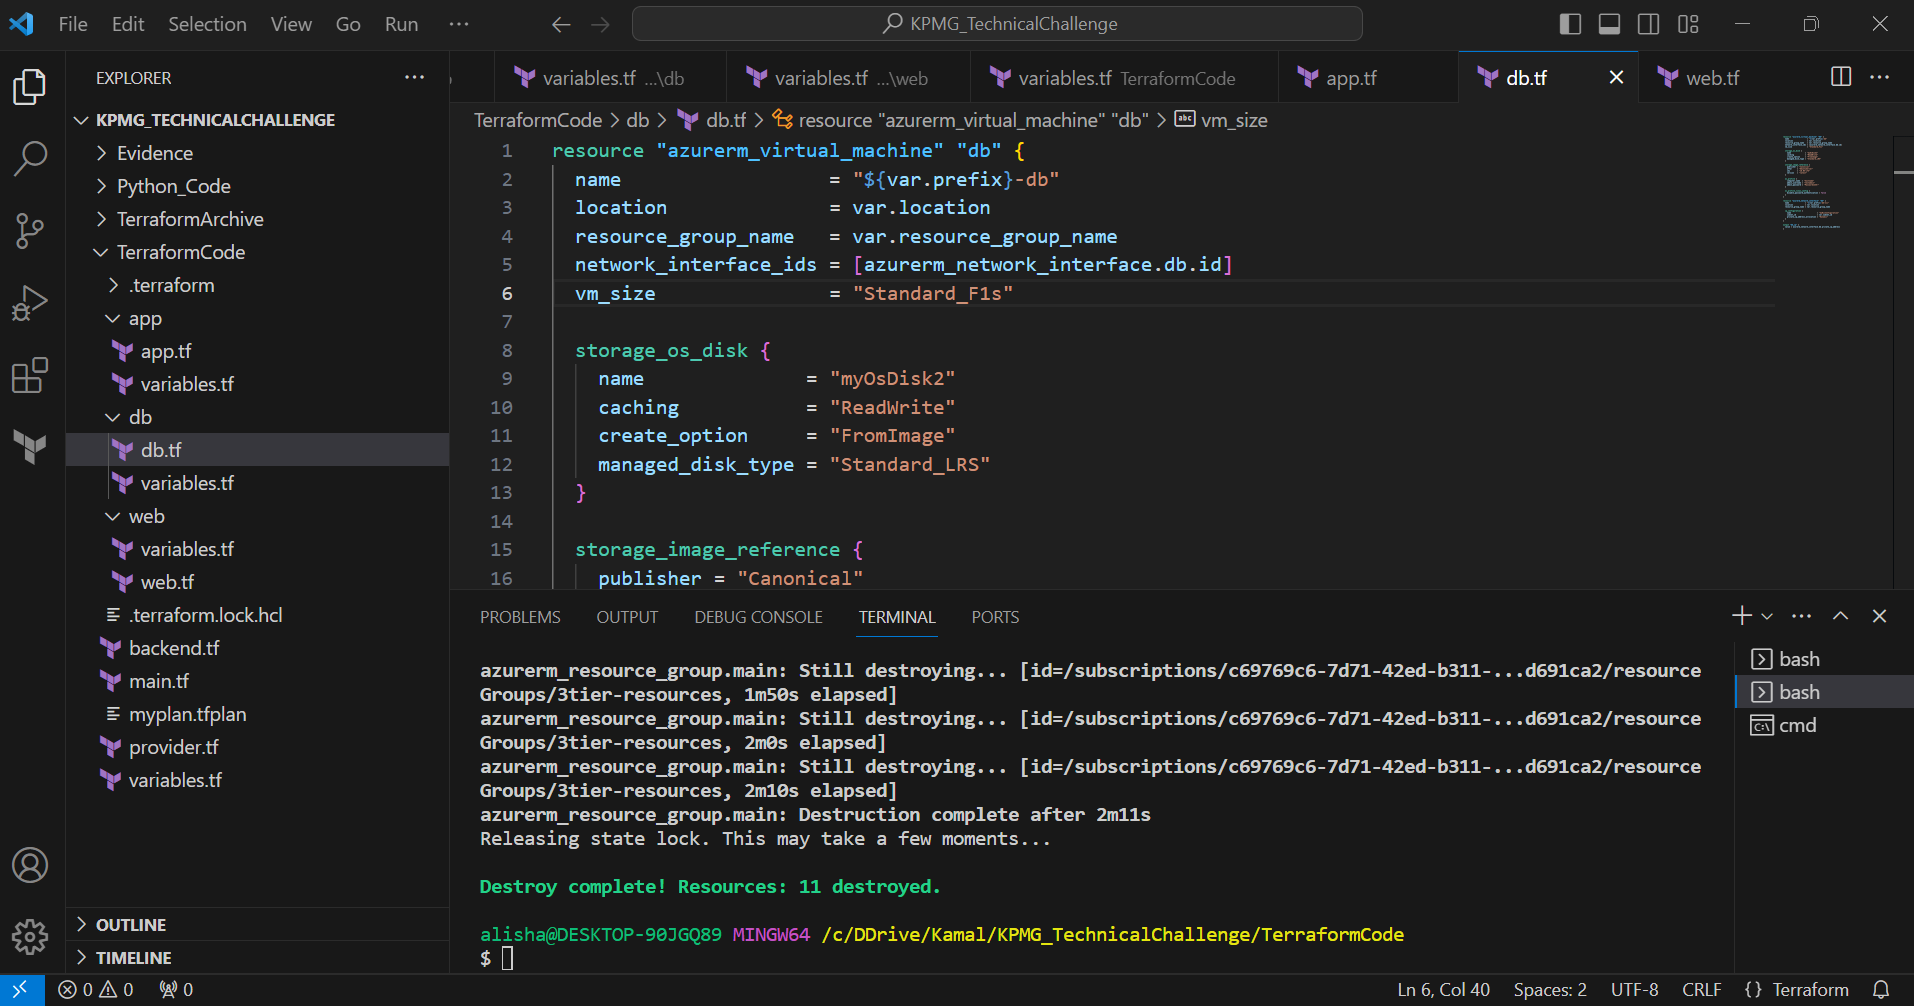 File Edit Selection View Go Run ···
KPMG_TechnicalChallenge
EXPLORER
KPMG_TECHNICALCHALLENGE
Evidence
Python_Code
TerraformArchive
TerraformCode
.terraform
app
app.tf
variables.tf
db
db.tf
variables.tf
web
variables.tf
web.tf
.terraform.lock.hcl
backend.tf
main.tf
myplan.tfplan
provider.tf
variables.tf
OUTLINE
TIMELINE
variables.tf ...\db variables.tf ...\web variables.tf TerraformCode app.tf db.tf web.tf
TerraformCode > db > db.tf > resource "azurerm_virtual_machine" "db" > abc vm_size
1 resource "azurerm_virtual_machine" "db" {
2 name = "${var.prefix}-db"
3 location = var.location
4 resource_group_name = var.resource_group_name
5 network_interface_ids = [azurerm_network_interface.db.id]
6 vm_size = "Standard_F1s"
7
8 storage_os_disk {
9 name = "myOsDisk2"
10 caching = "ReadWrite"
11 create_option = "FromImage"
12 managed_disk_type = "Standard_LRS"
13 }
14
15 storage_image_reference {
16 publisher = "Canonical"
PROBLEMS OUTPUT DEBUG CONSOLE TERMINAL PORTS
azurerm_resource_group.main: Still destroying... [id=/subscriptions/c69769c6-7d71-42ed-b311-...d691ca2/resource
Groups/3tier-resources, 1m50s elapsed]
azurerm_resource_group.main: Still destroying... [id=/subscriptions/c69769c6-7d71-42ed-b311-...d691ca2/resource
Groups/3tier-resources, 2m0s elapsed]
azurerm_resource_group.main: Still destroying... [id=/subscriptions/c69769c6-7d71-42ed-b311-...d691ca2/resource
Groups/3tier-resources, 2m10s elapsed]
azurerm_resource_group.main: Destruction complete after 2m11s
Releasing state lock. This may take a few moments...
Destroy complete! Resources: 11 destroyed.
alisha@DESKTOP-90JGQ89 MINGW64 /c/DDrive/Kamal/KPMG_TechnicalChallenge/TerraformCode
$
bash
bash
cmd
0 0 0 Ln 6, Col 40 Spaces: 2 UTF-8 CRLF {} Terraform